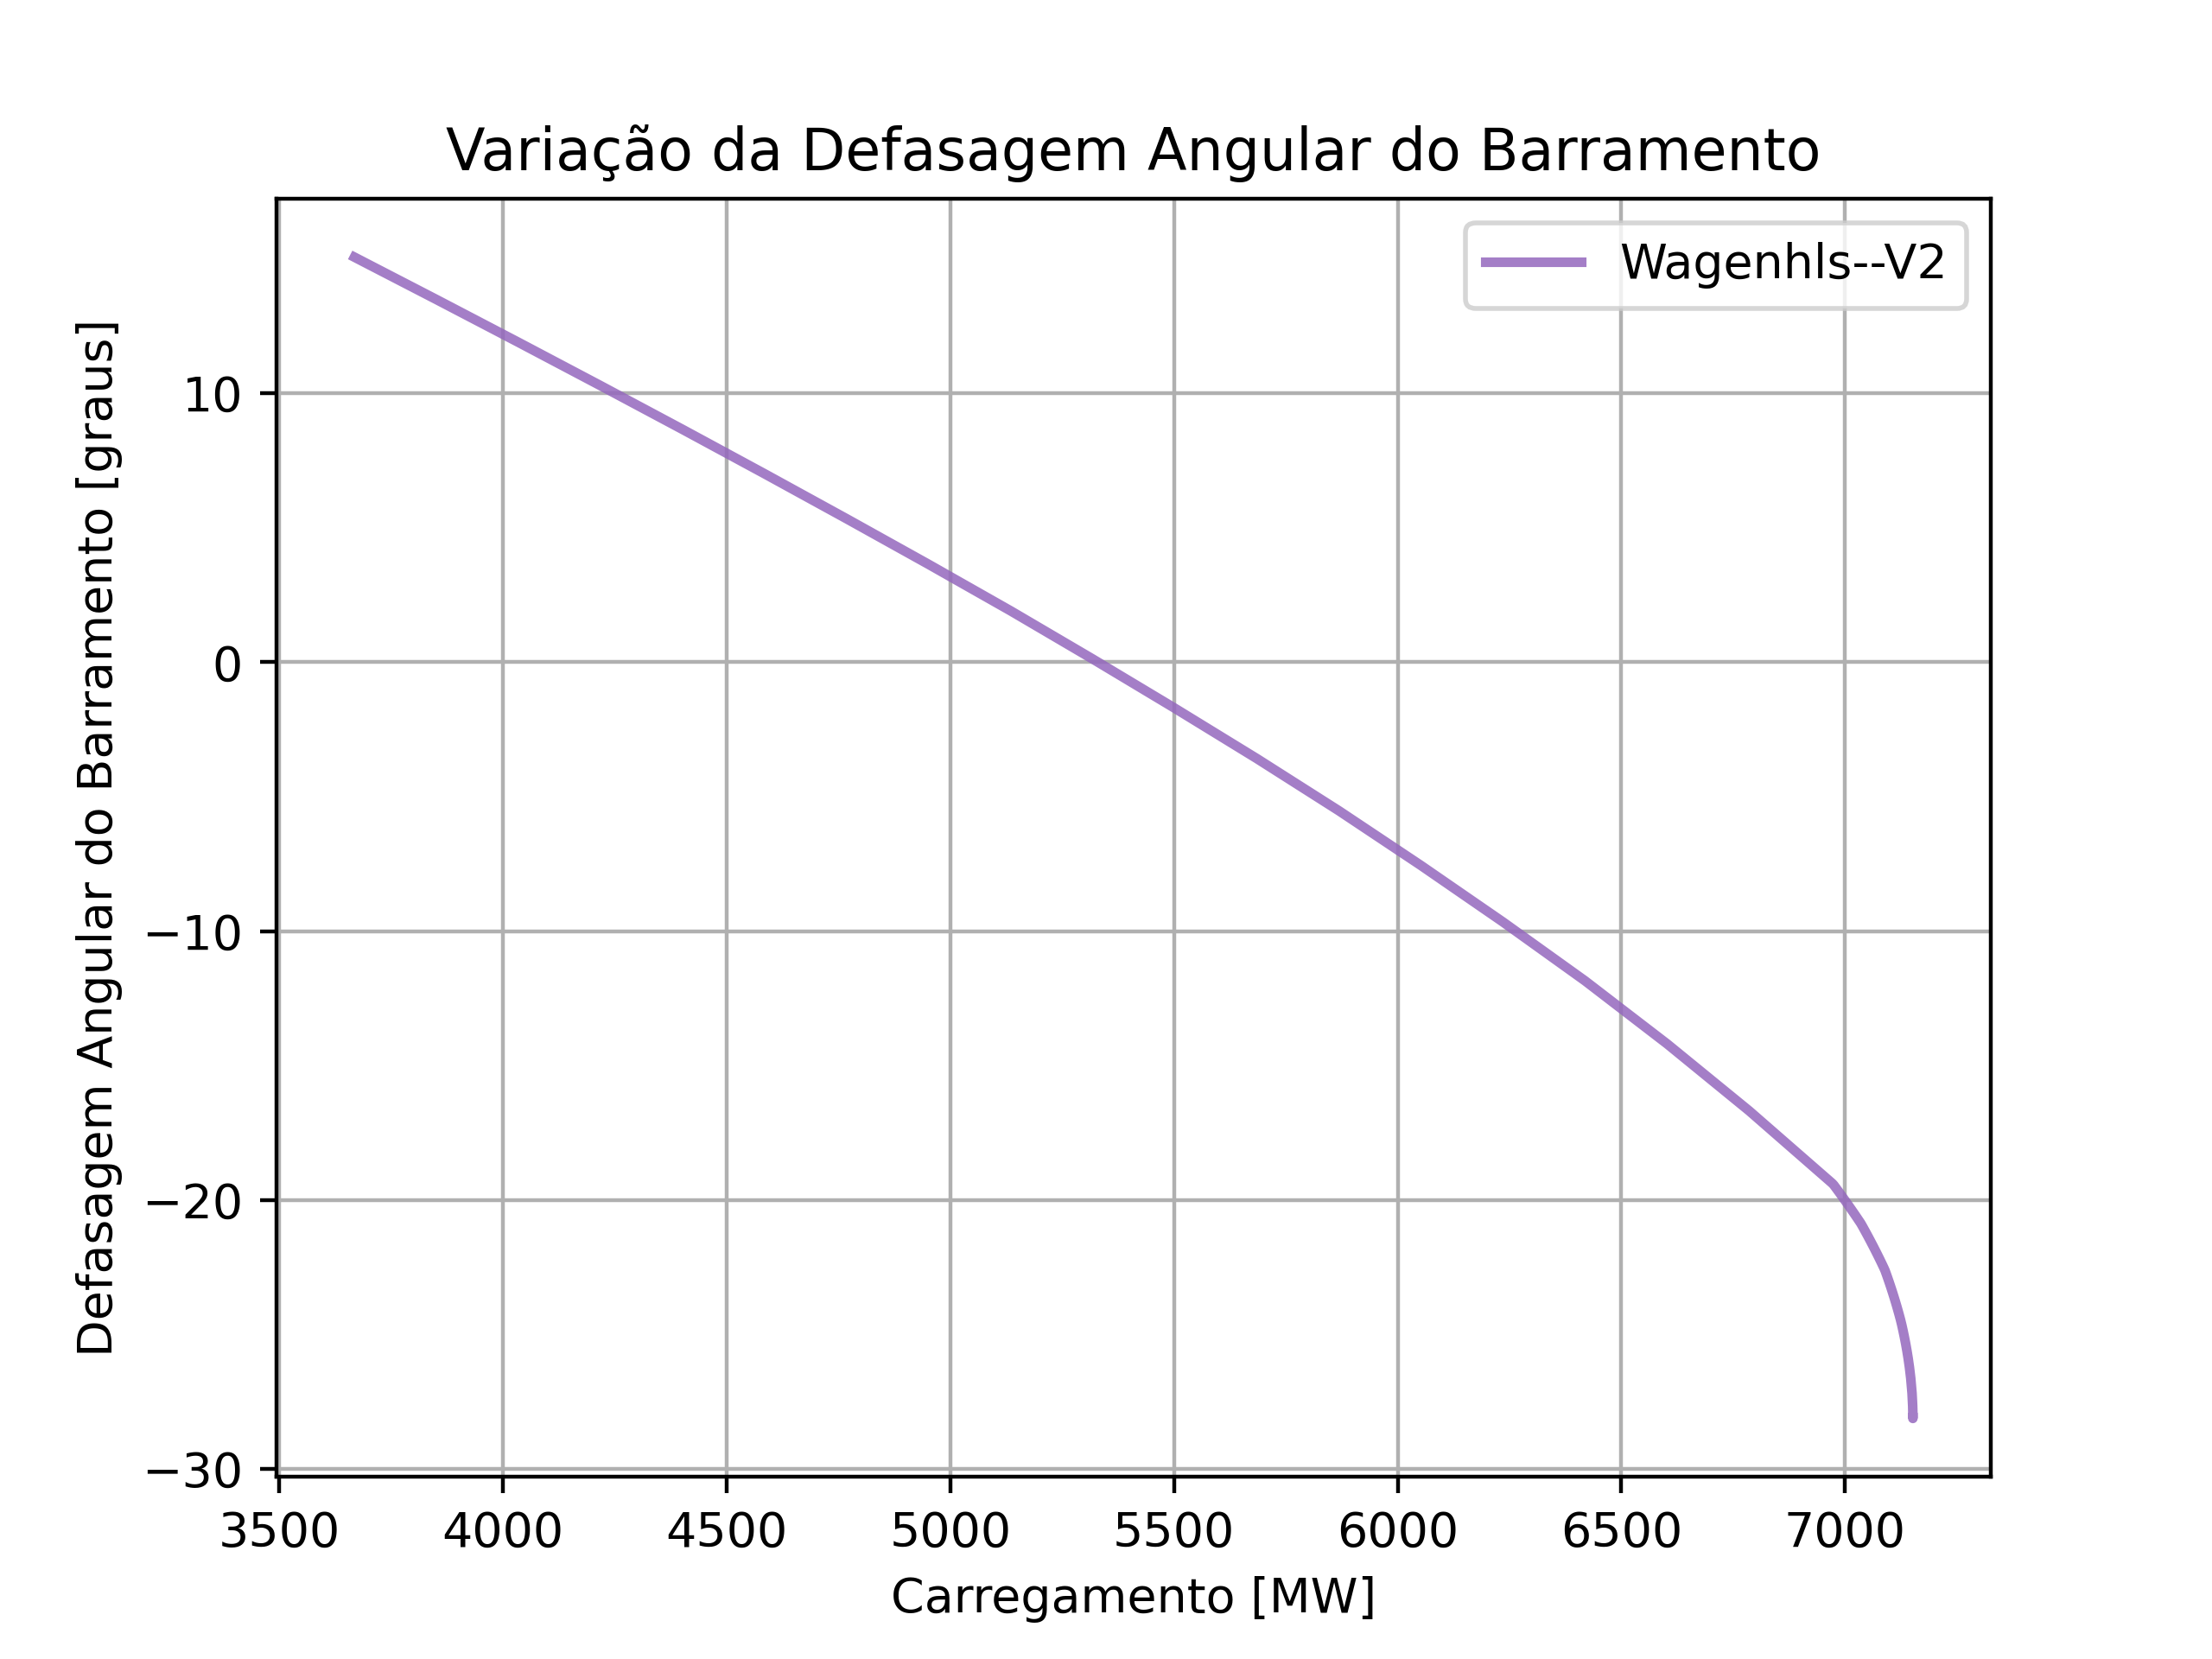 Variação da Defasagem Angular do Barramento
Wagenhls--V2
Defasagem Angular do Barramento [graus]
10
0
−10
−20
−30
3500 4000 4500 5000 5500 6000 6500 7000
Carregamento [MW]